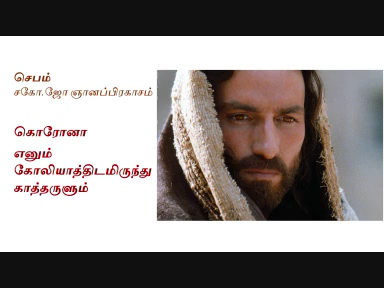 செபம்
சகோ.ஜோ ஞானப்பிரகாசம்
கொரோனா
எனும்
கோலியாத்திடமிருந்து
காத்தருளும்